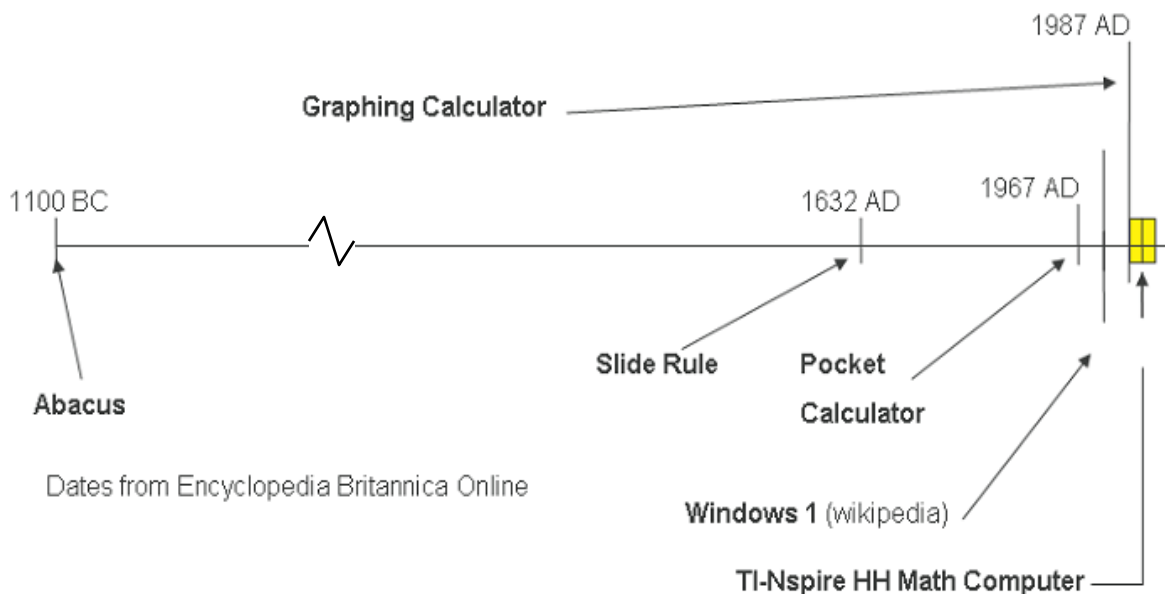 1987 AD
Graphing Calculator
1100 BC
1632 AD
1967 AD
Slide Rule
Pocket
Calculator
Abacus
Dates from Encyclopedia Britannica Online
Windows 1 (wikipedia)
TI-Nspire HH Math Computer